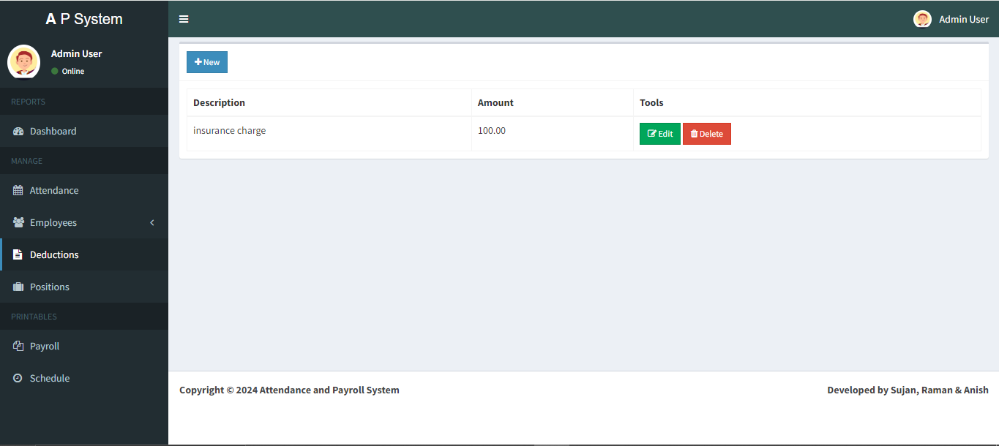 A P System
Admin User
Admin User
Online
REPORTS
Dashboard
MANAGE
Attendance
Employees
Deductions
Positions
PRINTABLES
Payroll
Schedule
New
Description Amount Tools
insurance charge 100.00 Edit Delete
Copyright © 2024 Attendance and Payroll System Developed by Sujan, Raman & Anish